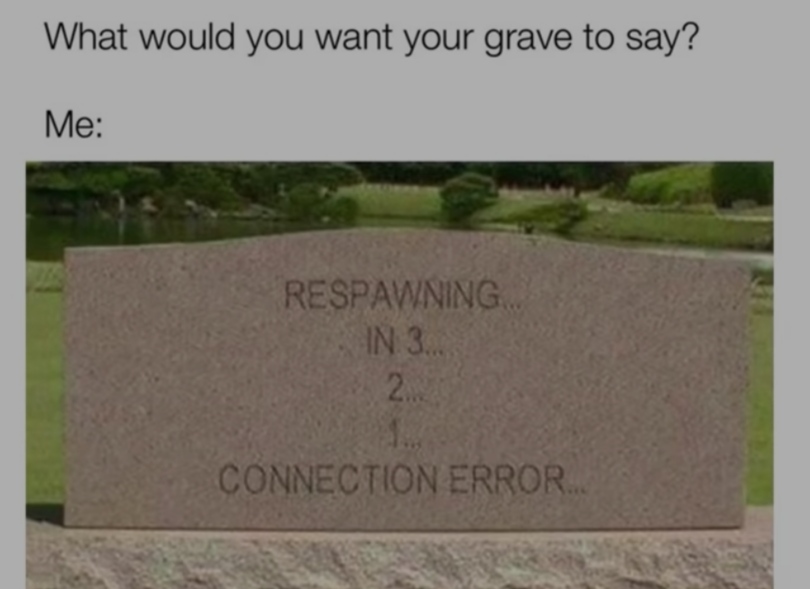 What would you want your grave to say?
Me:
RESPAWNING...
IN 3...
2...
1...
CONNECTION ERROR...